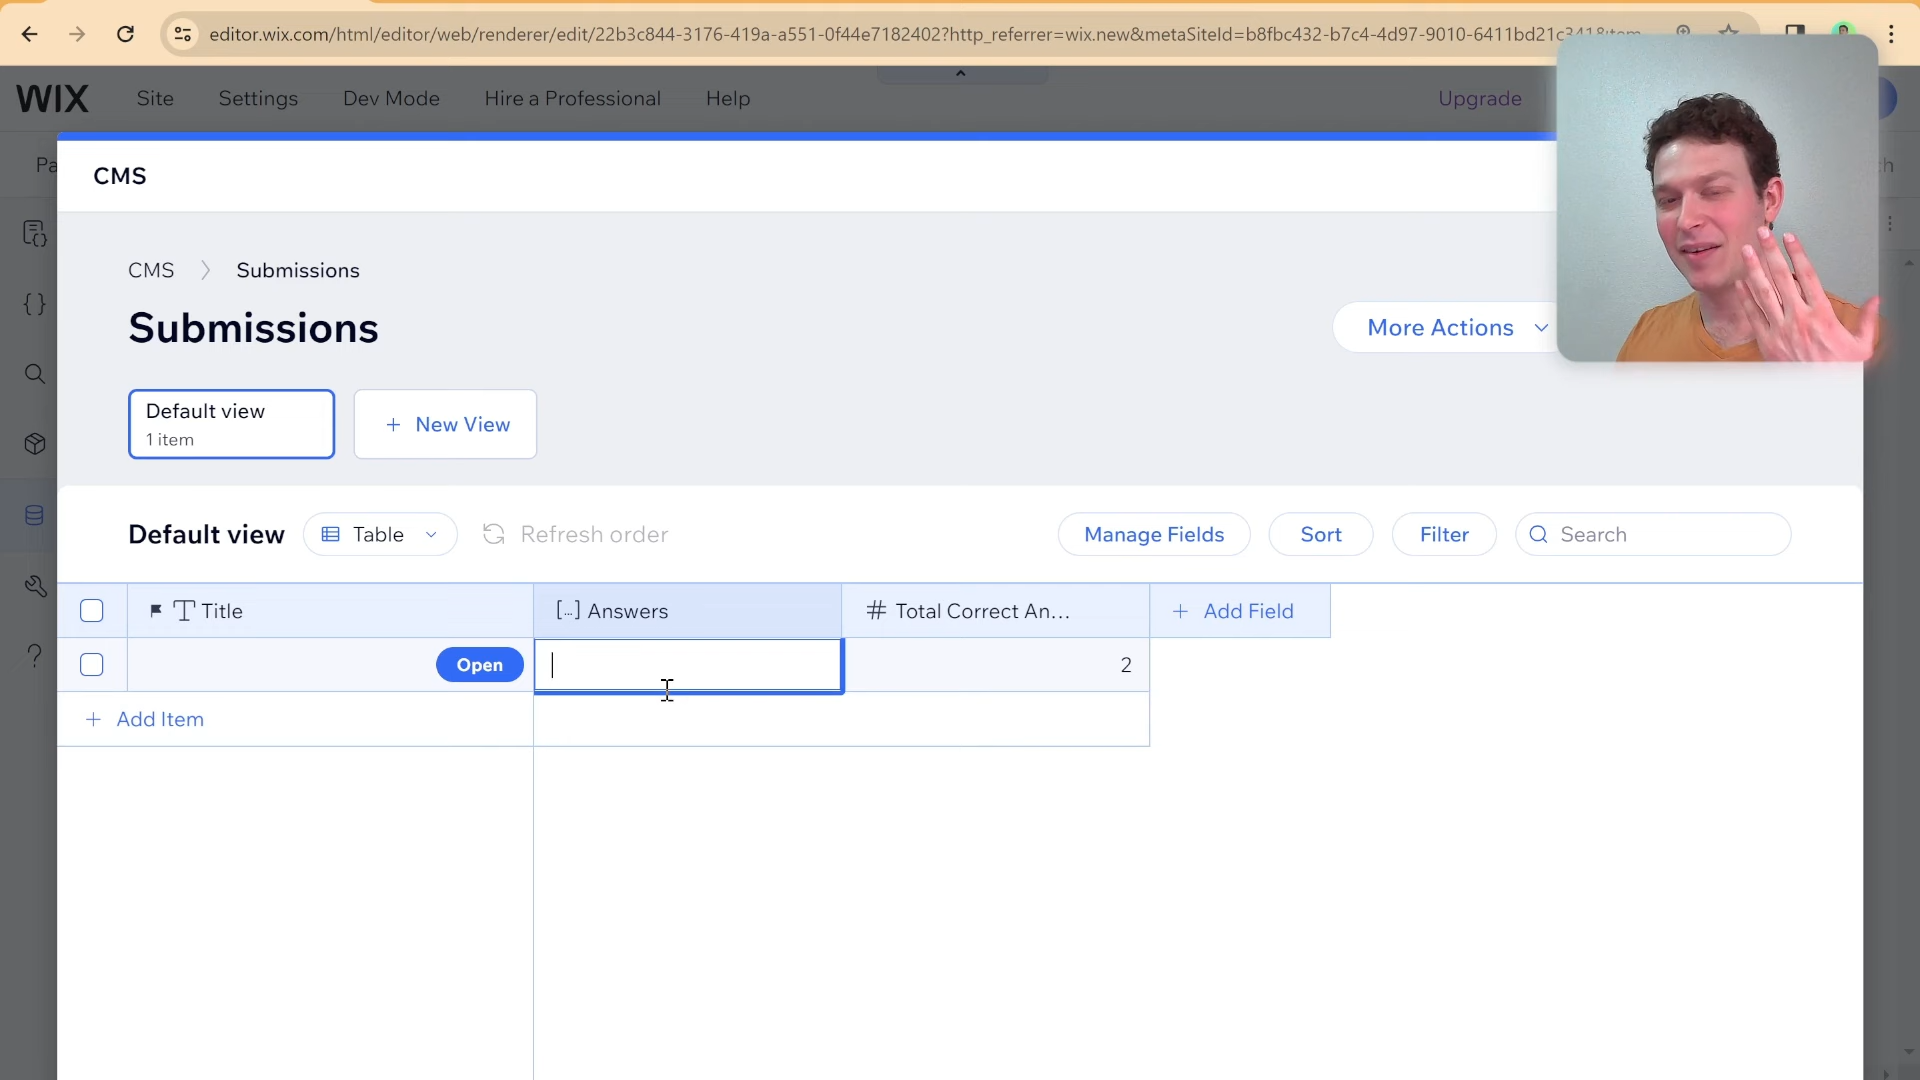 editor.wix.com/html/editor/web/renderer/edit/22b3c844-3176-419a-a551-0f44e7182402?http_referrer=wix.new&metaSiteId=b8fbc432-b7c4-4d97-9010-6411bd21c341&item
WIX Site Settings Dev Mode Hire a Professional Help Upgrade
Pa
CMS
CMS Submissions
Submissions
More Actions
Default view
1 item
+ New View
Default view Table Refresh order Manage Fields Sort Filter Search
Title [...] Answers # Total Correct An... + Add Field
Open 2
+ Add Item